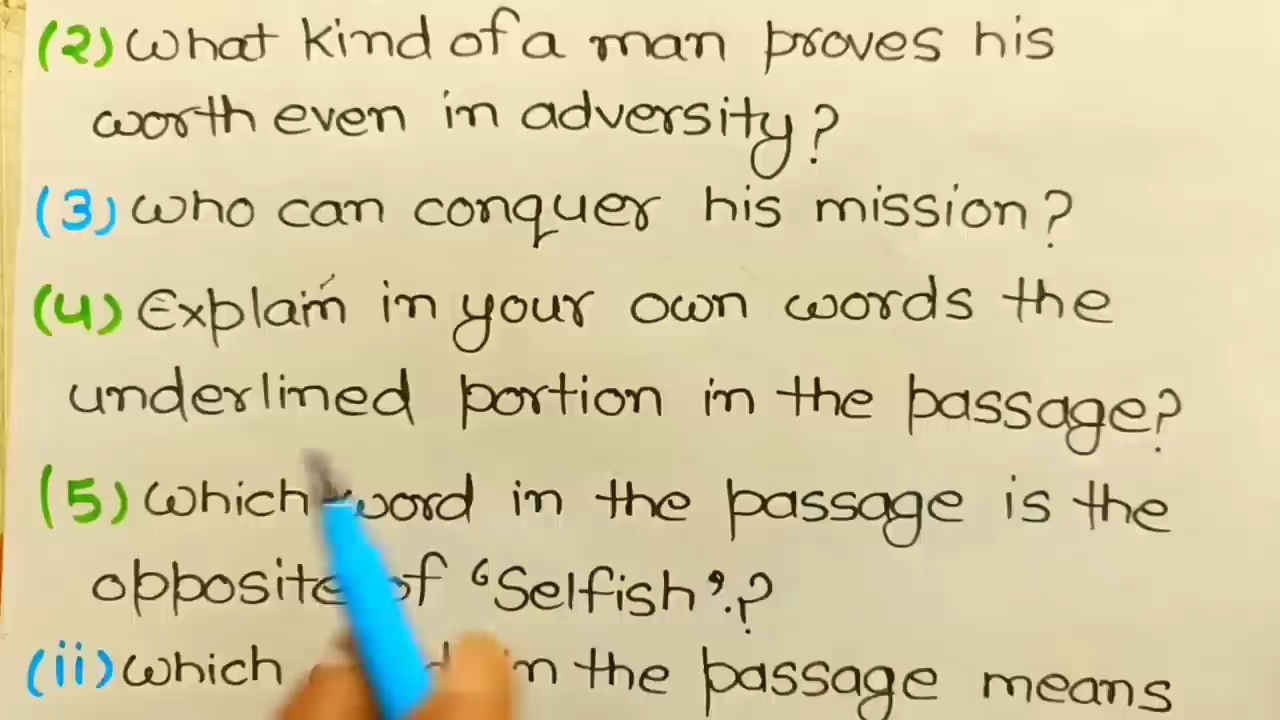 (2) What kind of a man proves his
worth even in adversity?
(3) Who can conquer his mission?
(4) Explain in your own words the
underlined portion in the passage?
(5) Which word in the passage is the
opposite of 'Selfish'.?
(ii) Which in the passage means